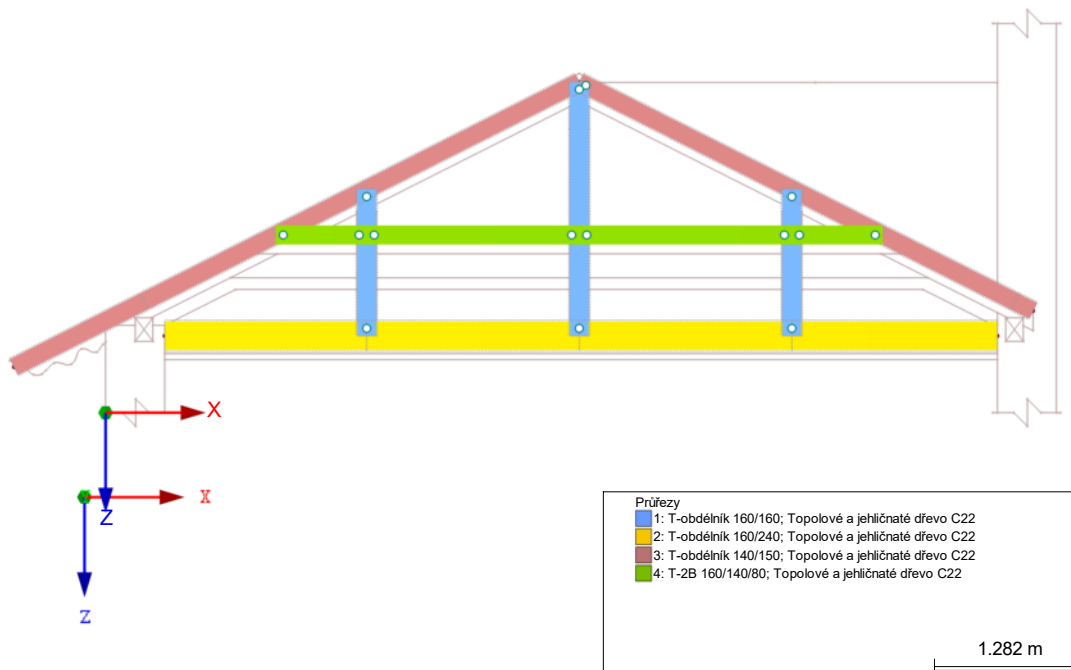 X
X
Z
Z
Průřezy
1: T-obdélník 160/160; Topolové a jehličnaté dřevo C22
2: T-obdélník 160/240; Topolové a jehličnaté dřevo C22
3: T-obdélník 140/150; Topolové a jehličnaté dřevo C22
4: T-2B 160/140/80; Topolové a jehličnaté dřevo C22
1.282 m